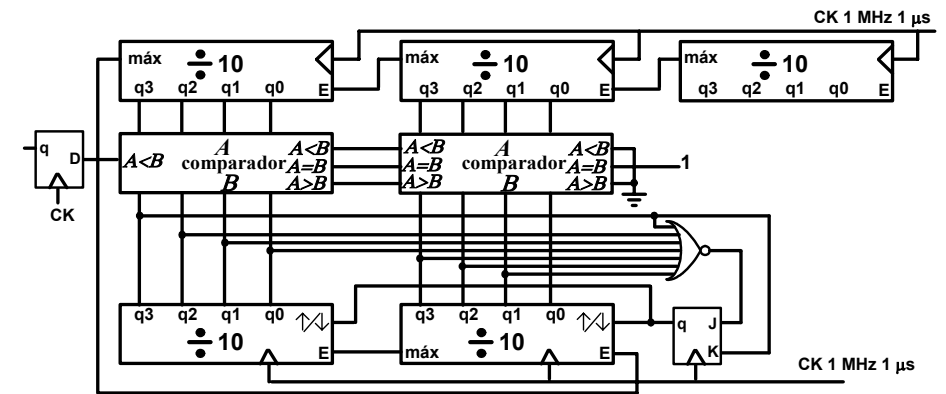 CK 1 MHz 1 µs
máx ÷ 10
q3 q2 q1 q0 E
máx ÷ 10
q3 q2 q1 q0 E
máx ÷ 10
q3 q2 q1 q0 E
q D
CK
A<B A A<B
comparador A=B
B A>B
A<B A A<B
A=B comparador A=B
A>B B A>B
1
q3 q2 q1 q0 ↑/↓
÷ 10
E
q3 q2 q1 q0 ↑/↓
÷ 10
máx E
q J
K
CK 1 MHz 1 µs